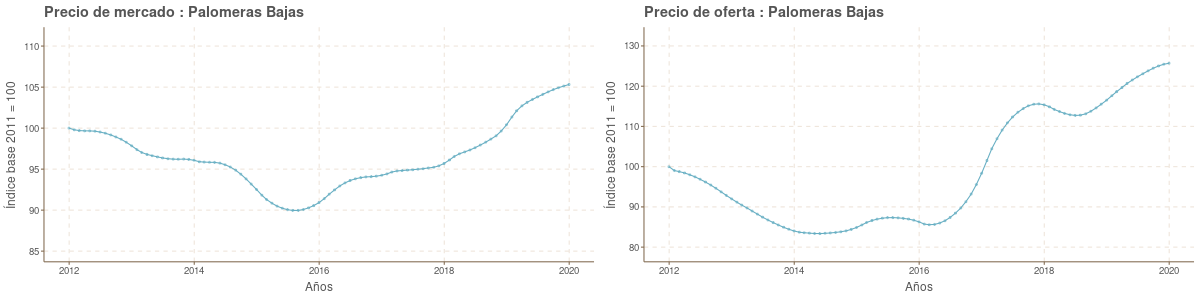 Precio de mercado : Palomeras Bajas
110
105
100
95
90
85
Índice base 2011 = 100
2012 2014 2016 2018 2020
Años
Precio de oferta : Palomeras Bajas
130
120
110
100
90
80
Índice base 2011 = 100
2012 2014 2016 2018 2020
Años